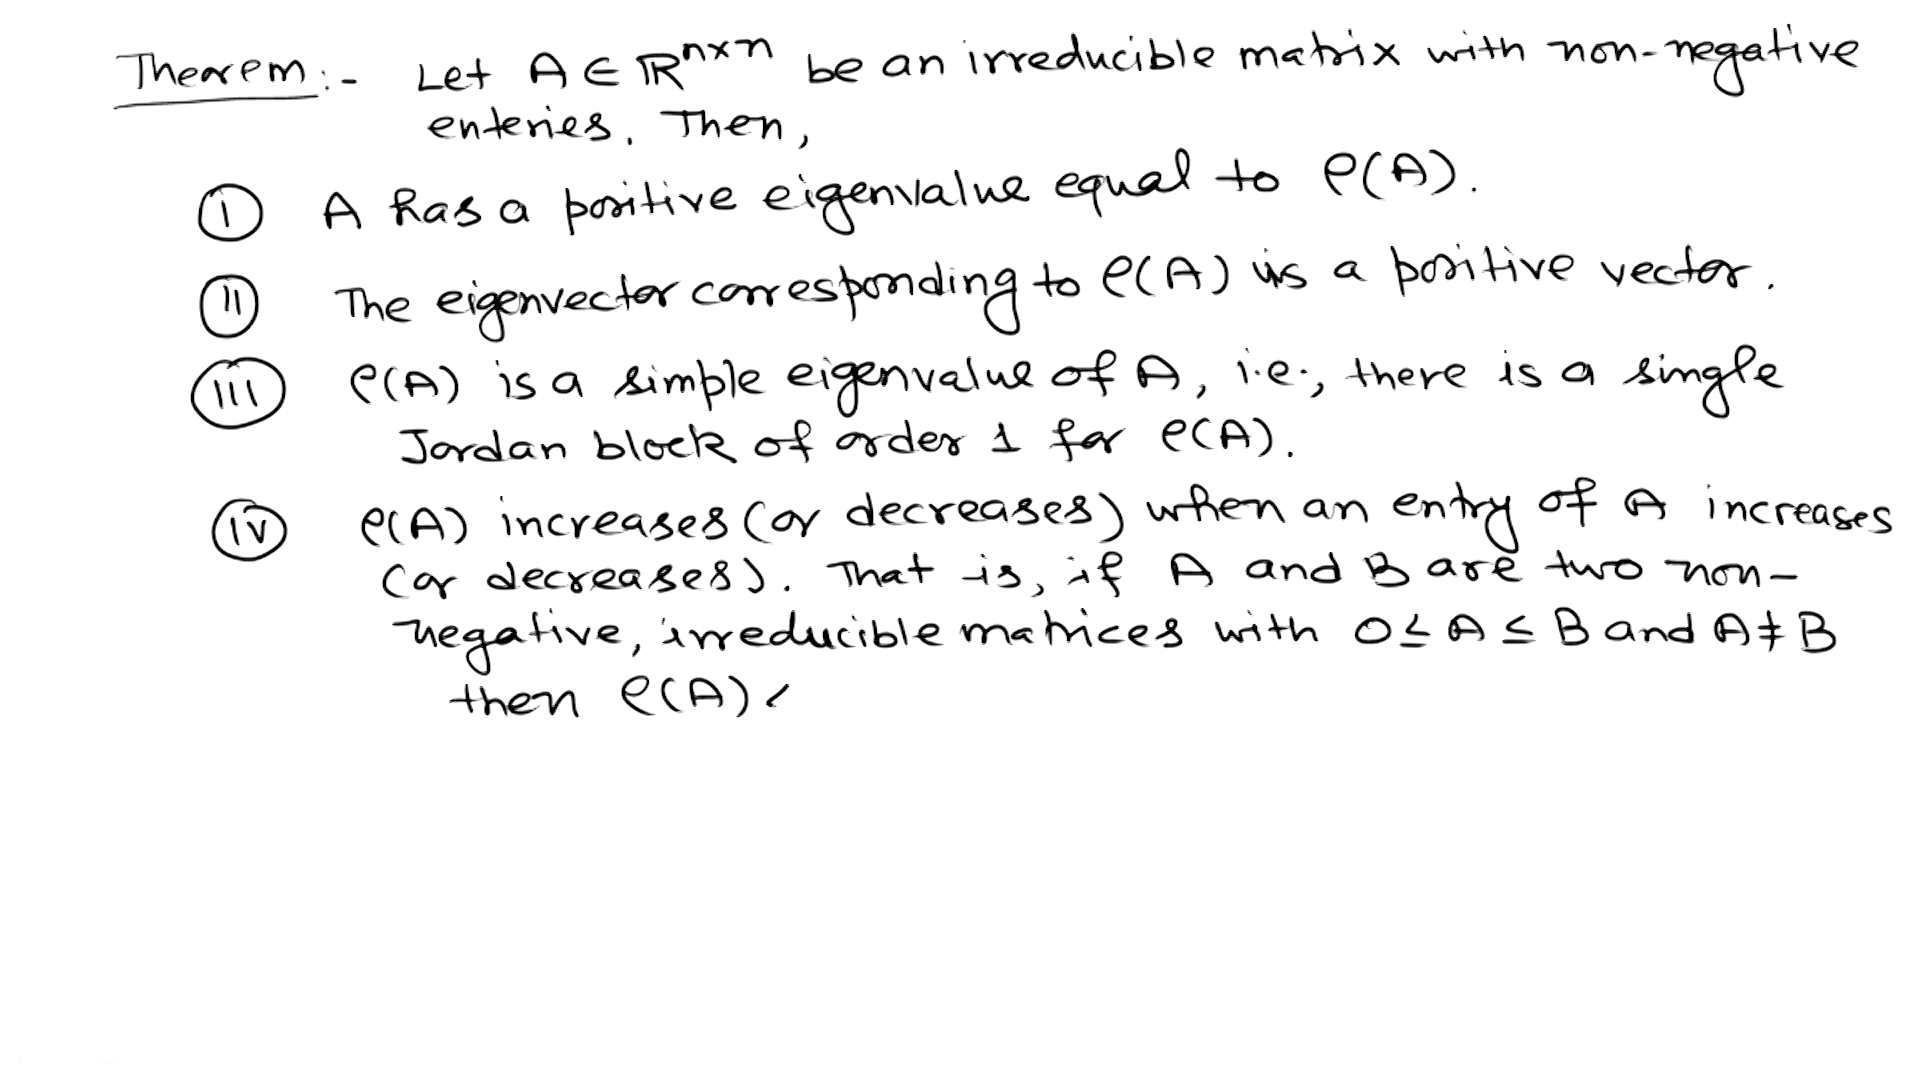 Theorem:- Let A ∈ ℝⁿˣⁿ be an irreducible matrix with non-negative
enteries. Then,
(i) A has a positive eigenvalue equal to ρ(A).
(ii) The eigenvector corresponding to ρ(A) is a positive vector.
(iii) ρ(A) is a simple eigenvalue of A, i.e., there is a single
Jordan block of order 1 for ρ(A).
(iv) ρ(A) increases (or decreases) when an entry of A increases
(or decreases). That is, if A and B are two non-
negative, irreducible matrices with 0 ≤ A ≤ B and A ≠ B
then ρ(A) <